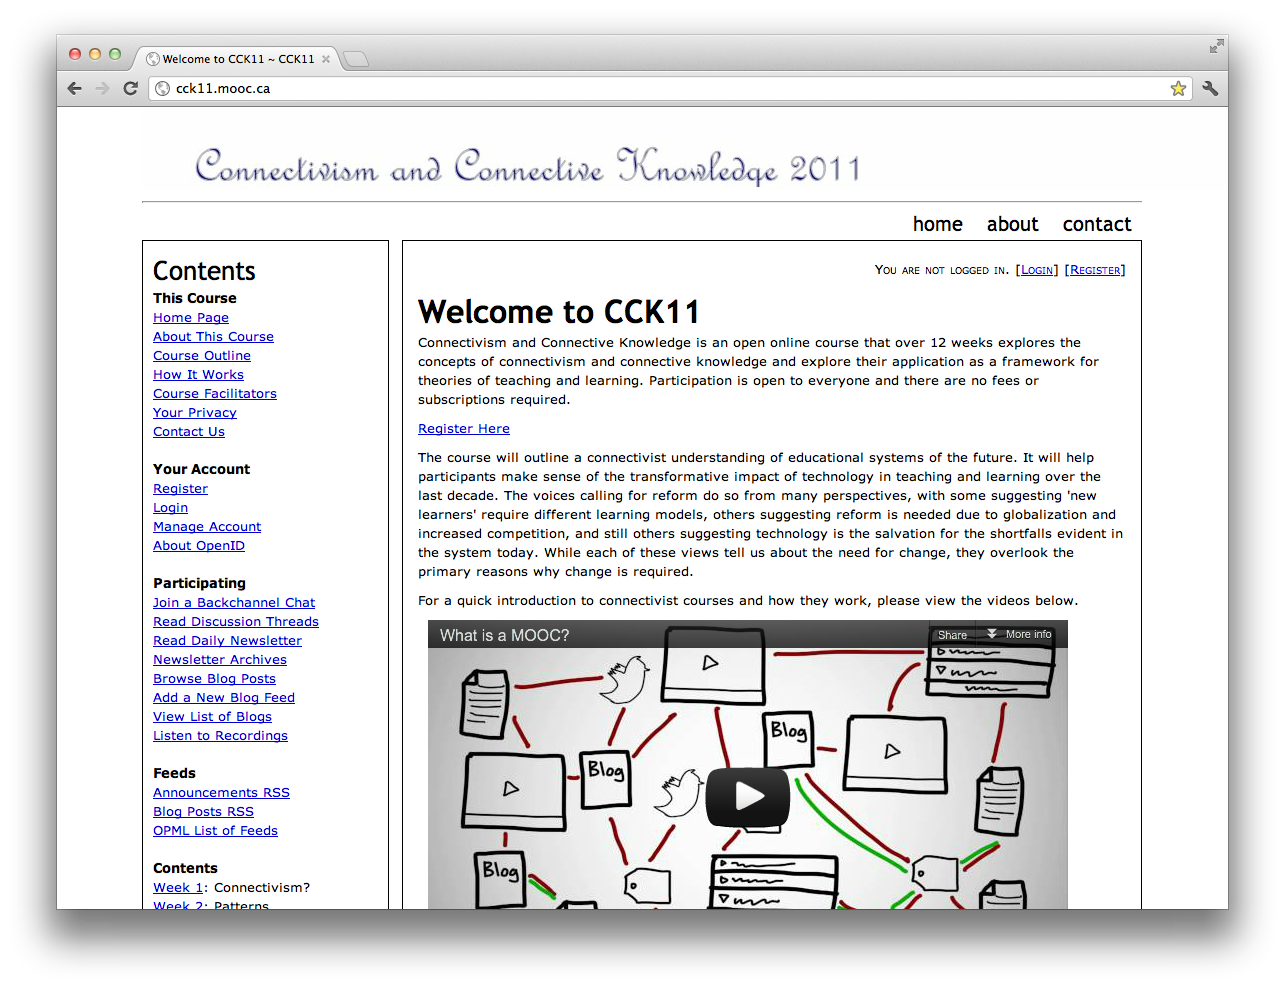 Welcome to CCK11 ~ CCK11
cck11.mooc.ca
Connectivism and Connective Knowledge 2011
home about contact
Contents
This Course
Home Page
About This Course
Course Outline
How It Works
Course Facilitators
Your Privacy
Contact Us
Your Account
Register
Login
Manage Account
About OpenID
Participating
Join a Backchannel Chat
Read Discussion Threads
Read Daily Newsletter
Newsletter Archives
Browse Blog Posts
Add a New Blog Feed
View List of Blogs
Listen to Recordings
Feeds
Announcements RSS
Blog Posts RSS
OPML List of Feeds
Contents
Week 1: Connectivism?
Week 2: Patterns
You are not logged in. [Login] [Register]
Welcome to CCK11
Connectivism and Connective Knowledge is an open online course that over 12 weeks explores the
concepts of connectivism and connective knowledge and explore their application as a framework for
theories of teaching and learning. Participation is open to everyone and there are no fees or
subscriptions required.
Register Here
The course will outline a connectivist understanding of educational systems of the future. It will help
participants make sense of the transformative impact of technology in teaching and learning over the
last decade. The voices calling for reform do so from many perspectives, with some suggesting 'new
learners' require different learning models, others suggesting reform is needed due to globalization and
increased competition, and still others suggesting technology is the salvation for the shortfalls evident in
the system today. While each of these views tell us about the need for change, they overlook the
primary reasons why change is required.
For a quick introduction to connectivist courses and how they work, please view the videos below.
What is a MOOC?
Share More info
Blog
Blog
Blog